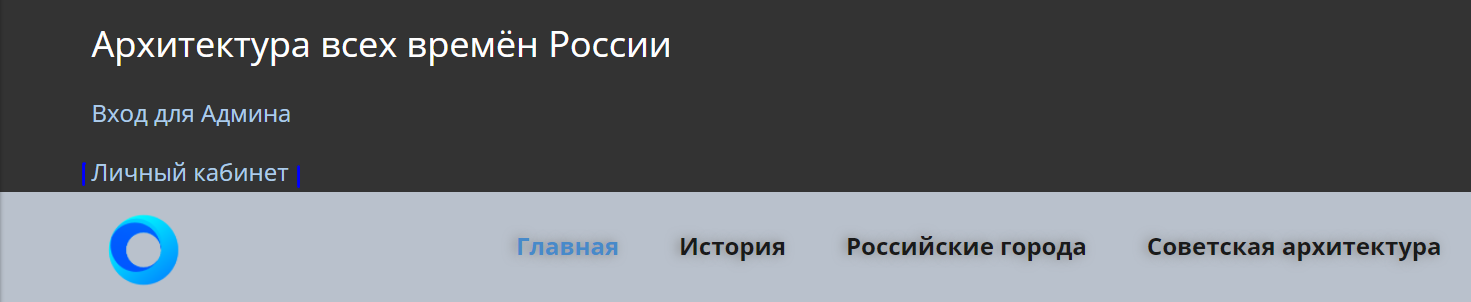 Архитектура всех времён России
Вход для Админа
Личный кабинет
Главная История Российские города Советская архитектура